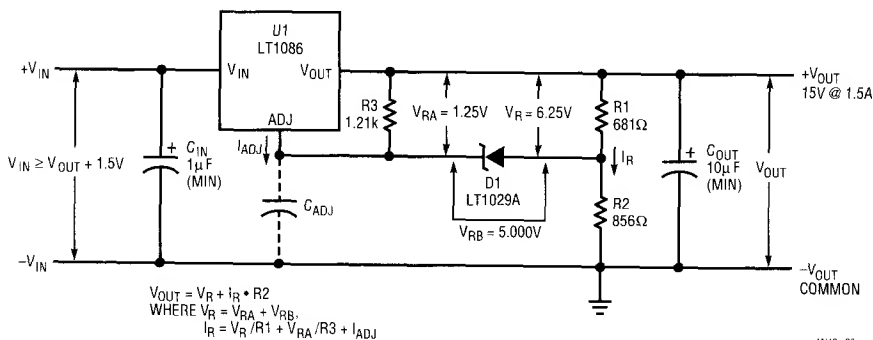 U1
LT1086
+VIN
VIN
VOUT
ADJ
+VOUT
15V @ 1.5A
R3
1.21k
VRA = 1.25V
VR = 6.25V
R1
681Ω
VIN ≥ VOUT + 1.5V
CIN
1µF
(MIN)
+
IADJ
IR
COUT
10µF
(MIN)
+
VOUT
D1
LT1029A
CADJ
R2
856Ω
VRB = 5.000V
–VIN
–VOUT
COMMON
VOUT = VR + IR • R2
WHERE VR = VRA + VRB,
IR = VR/R1 + VRA/R3 + IADJ